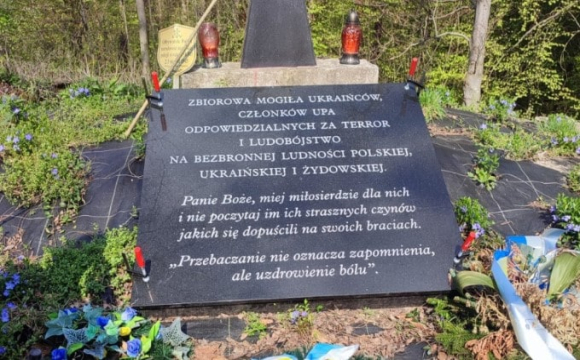 ZBIOROWA MOGIŁA UKRAIŃCÓW,
CZŁONKÓW UPA
ODPOWIEDZIALNYCH ZA TERROR
I LUDOBÓJSTWO
NA BEZBRONNEJ LUDNOŚCI POLSKIEJ,
UKRAIŃSKIEJ I ŻYDOWSKIEJ.
Panie Boże, miej miłosierdzie dla nich
i nie poczytaj im ich strasznych czynów
jakich się dopuścili na swoich braciach.
„Przebaczanie nie oznacza zapomnienia,
ale uzdrowienie bólu”.